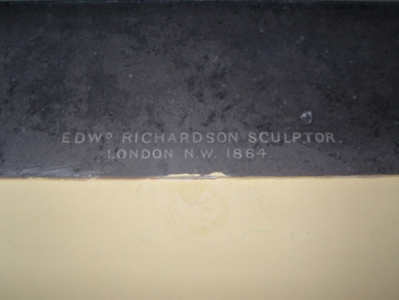 EDWᴰ RICHARDSON SCULPTOR.
LONDON N.W. 1864.